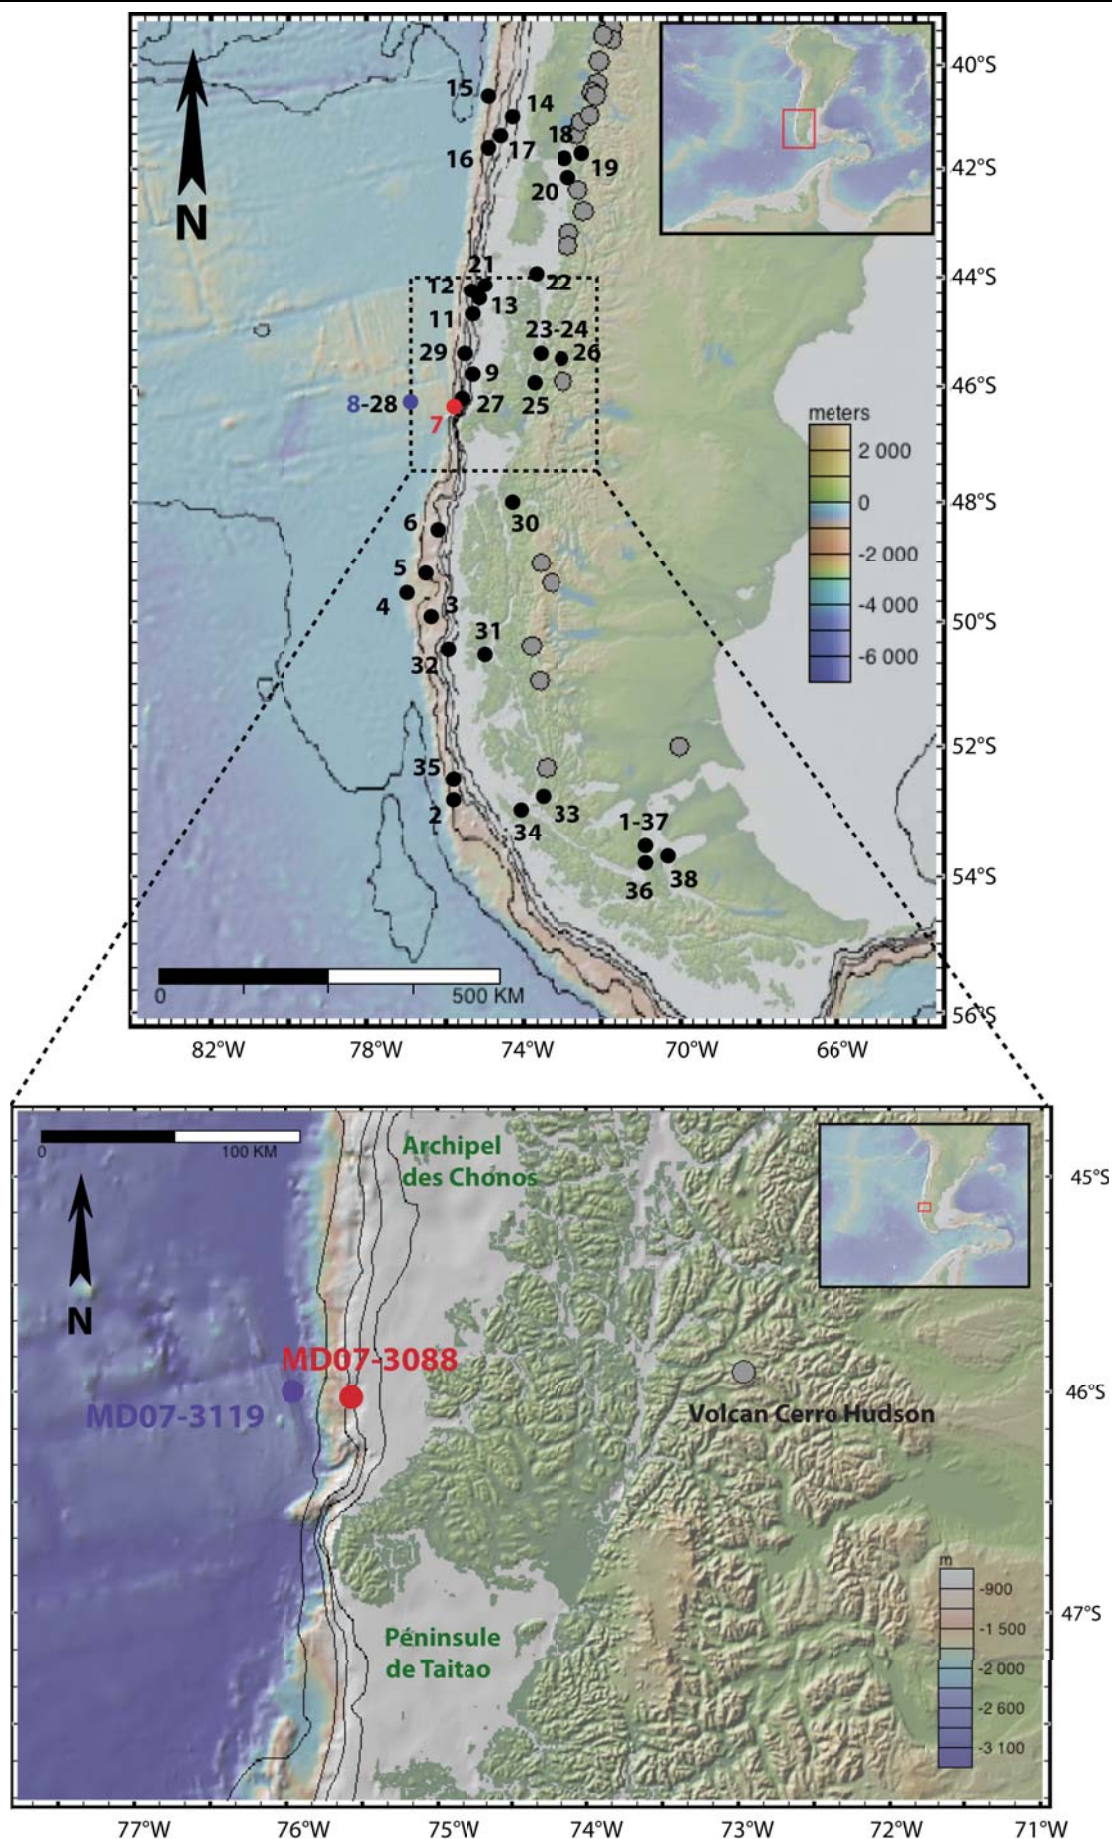 40°S
15
14
18
17
16
19
42°S
20
N
21
44°S
12
22
13
11
23-24
29
26
9
46°S
8-28
27
25
7
meters
2 000
0
-2 000
-4 000
-6 000
48°S
6
30
5
4
3
50°S
31
32
52°S
35
2
33
34
1-37
36
38
54°S
0
500 KM
56°S
82°W
78°W
74°W
70°W
66°W
0
100 KM
Archipel
des Chonos
45°S
N
MD07-3088
MD07-3119
46°S
Volcan Cerro Hudson
m
-900
-1 500
-2 000
-2 600
-3 100
47°S
Péninsule
de Taitao
77°W
76°W
75°W
74°W
73°W
72°W
71°W